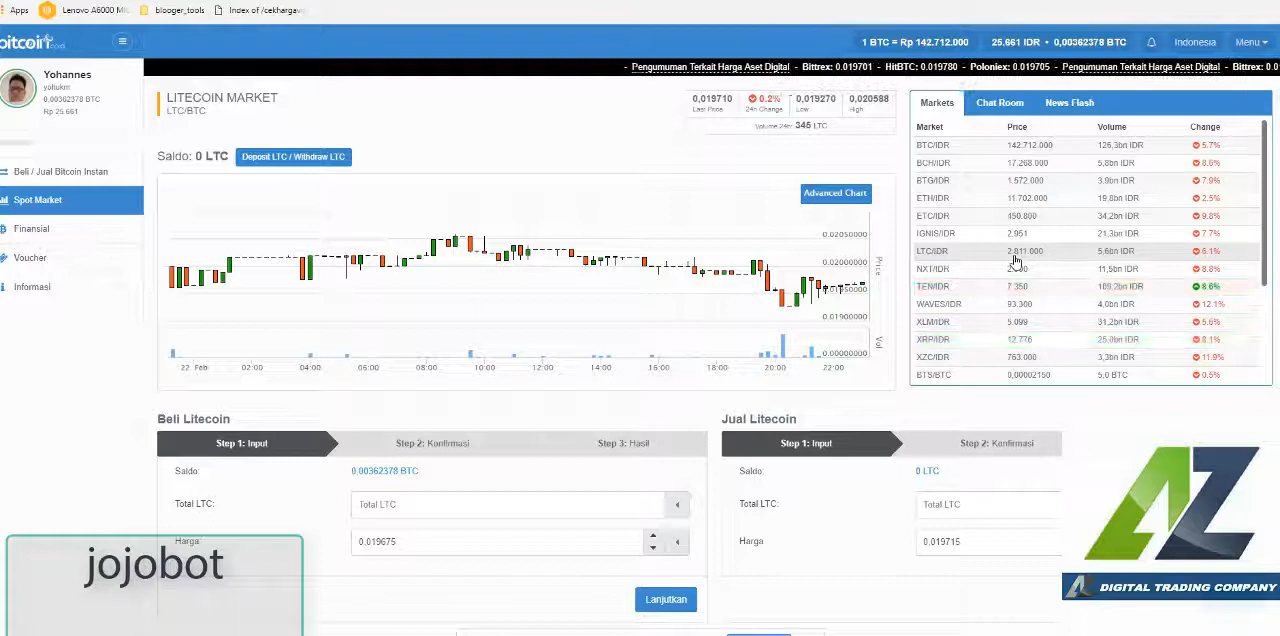 Apps
blooger_tools
Index of /cekhargav
1 BTC = Rp 142.712.000
25.661 IDR • 0,00362378 BTC
Indonesia
Menu
Yohannes
yohukm
0.00362378 BTC
Rp 25.661
- Pengumuman Terkait Harga Aset Digital - Bittrex: 0.019701 - HitBTC: 0.019780 - Poloniex: 0.019705 - Pengumuman Terkait Harga Aset Digital - Bittrex: 0.01
LITECOIN MARKET
LTC/BTC
0,019710
Last Price
0.2%
24h Change
0,019270
Low
0,020588
High
Volume 24h: 345 LTC
Saldo: 0 LTC
Deposit LTC / Withdraw LTC
Beli / Jual Bitcoin Instan
Spot Market
Finansial
Voucher
Informasi
Advanced Chart
0.02050000
0.02000000
0.01950000
0.01900000
Price
0.00000000
Vol
22. Feb 02:00 04:00 06:00 08:00 10:00 12:00 14:00 16:00 18:00 20:00 22:00
Markets Chat Room News Flash
Market Price Volume Change
BTC/IDR 142.712.000 126,3bn IDR 5.7%
BCH/IDR 17.268.000 5,8bn IDR 8.6%
BTG/IDR 1.572.000 3,9bn IDR 7.9%
ETH/IDR 11.702.000 19,8bn IDR 2.5%
ETC/IDR 450.800 34,2bn IDR 9.8%
IGNIS/IDR 2.951 21,3bn IDR 7.7%
LTC/IDR 2.811.000 5,6bn IDR 6.1%
NXT/IDR 11,5bn IDR 8.8%
TEN/IDR 7.350 109,2bn IDR 8.6%
WAVES/IDR 93.300 4,0bn IDR 12.1%
XLM/IDR 5.099 31,2bn IDR 5.6%
XRP/IDR 12.776 25,0bn IDR 8.1%
XZC/IDR 763.000 3,3bn IDR 11.9%
BTS/BTC 0,00002150 5,0 BTC 0.5%
Beli Litecoin
Step 1: Input Step 2: Konfirmasi Step 3: Hasil
Saldo: 0,00362378 BTC
Total LTC: Total LTC
Harga 0,019675
Lanjutkan
Jual Litecoin
Step 1: Input Step 2: Konfirmasi
Saldo: 0 LTC
Total LTC: Total LTC
Harga 0,019715
jojobot
AZ
DIGITAL TRADING COMPANY